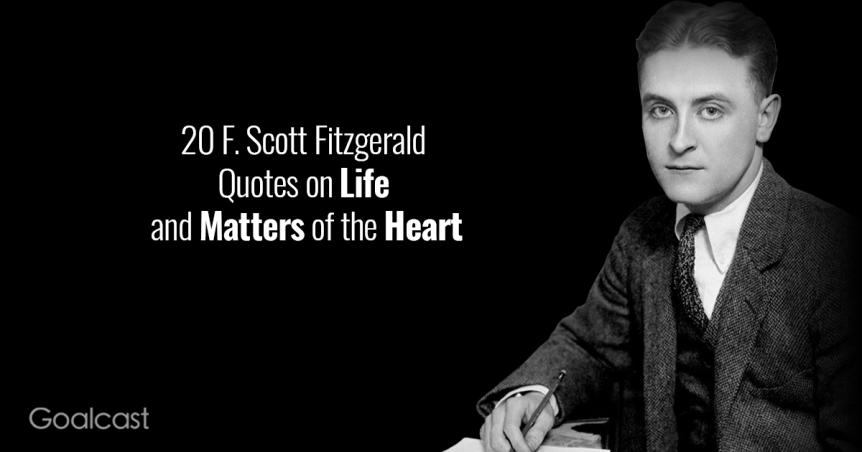 20 F. Scott Fitzgerald
Quotes on Life
and Matters of the Heart
Goalcast